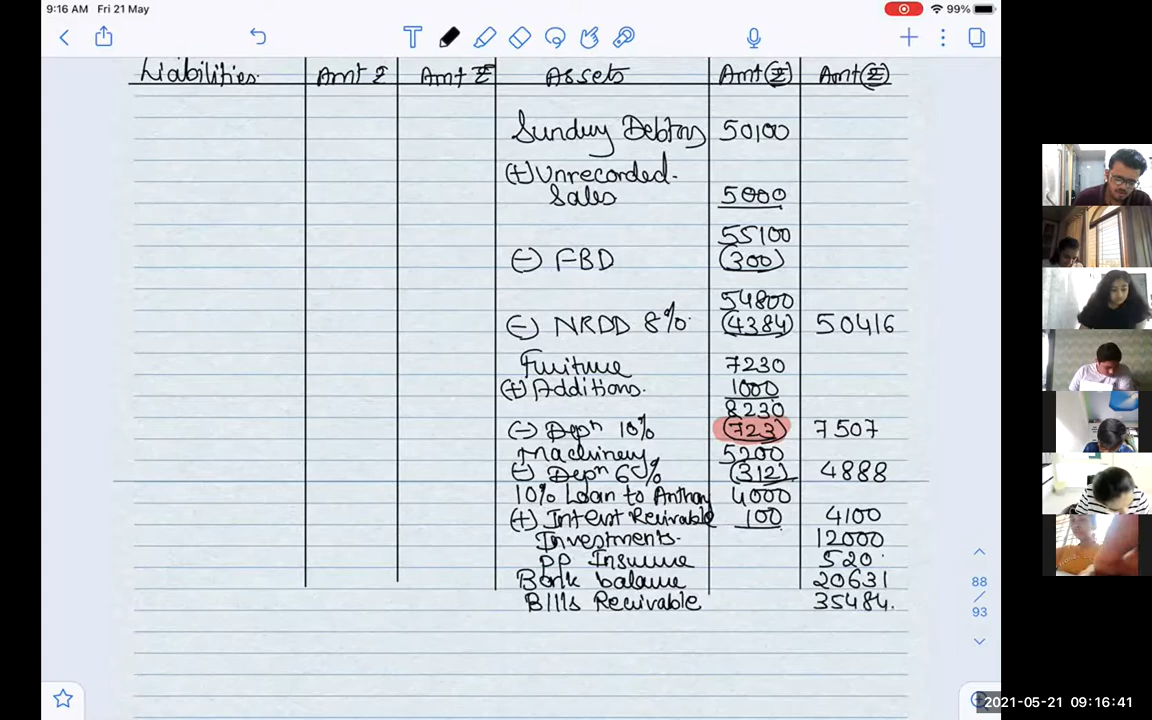 9:16 AM Fri 21 May 99%
Liabilities. Amt ₹ Amt ₹ Assets Amt(₹) Amt(₹)
Sundry Debtors 50100
(+) Unrecorded.
Sales 5000
55100
(-) FBD (300)
54800
(-) NRDD 8%. (4384) 50416
Furniture 7230
(+) Additions. 1000
8230
(-) Depn 10% (723) 7507
Machinery 5200
(-) Depn 6% (312) 4888
10% Loan to Anthony 4000
(+) Interest Receivable 100 4100
Investments. 12000
PP Insurance 520.
Bank balance 20631
Bills Receivable 35484.
88
/
93
2021-05-21 09:16:41